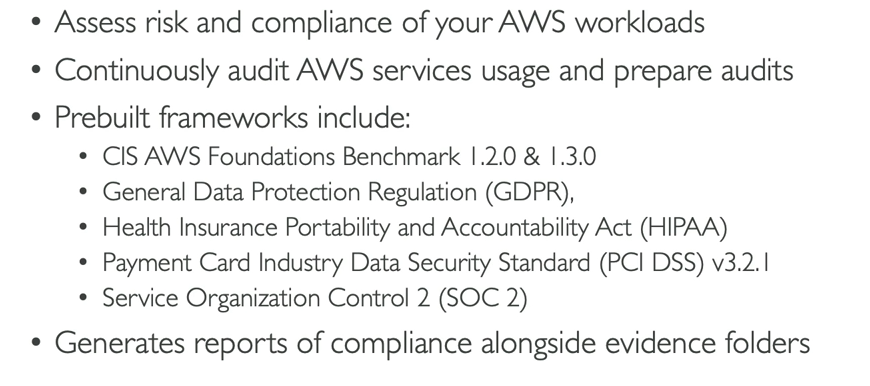 • Assess risk and compliance of your AWS workloads
• Continuously audit AWS services usage and prepare audits
• Prebuilt frameworks include:
• CIS AWS Foundations Benchmark 1.2.0 & 1.3.0
• General Data Protection Regulation (GDPR),
• Health Insurance Portability and Accountability Act (HIPAA)
• Payment Card Industry Data Security Standard (PCI DSS) v3.2.1
• Service Organization Control 2 (SOC 2)
• Generates reports of compliance alongside evidence folders